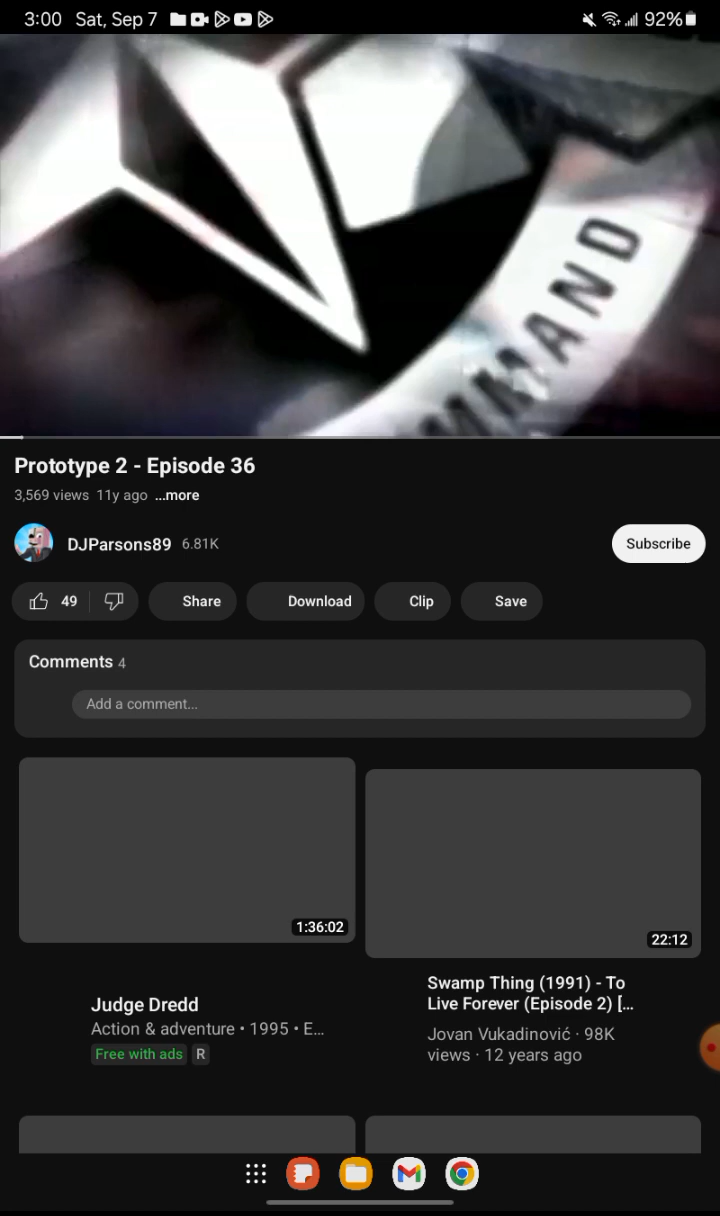 3:00 Sat, Sep 7 92%
MMAND
Prototype 2 - Episode 36
3,569 views 11y ago ...more
DJParsons89 6.81K
Subscribe
49 Share Download Clip Save
Comments 4
Add a comment...
1:36:02
22:12
Judge Dredd
Action & adventure • 1995 • E...
Free with ads R
Swamp Thing (1991) - To
Live Forever (Episode 2) [...
Jovan Vukadinović · 98K
views · 12 years ago